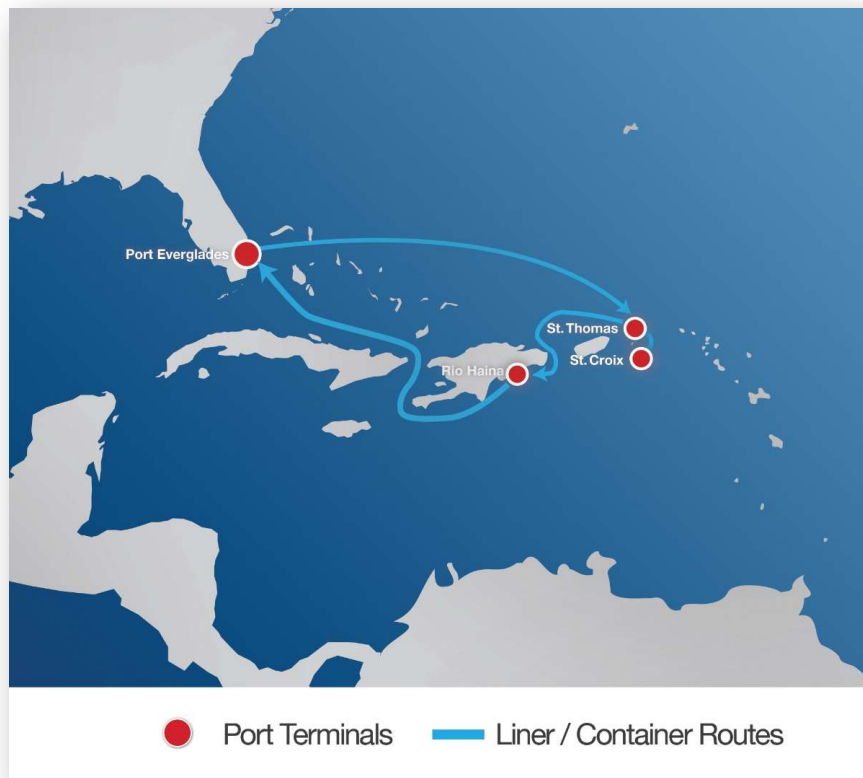 Port Everglades
St. Thomas
St. Croix
Rio Haina
Port Terminals
Liner / Container Routes